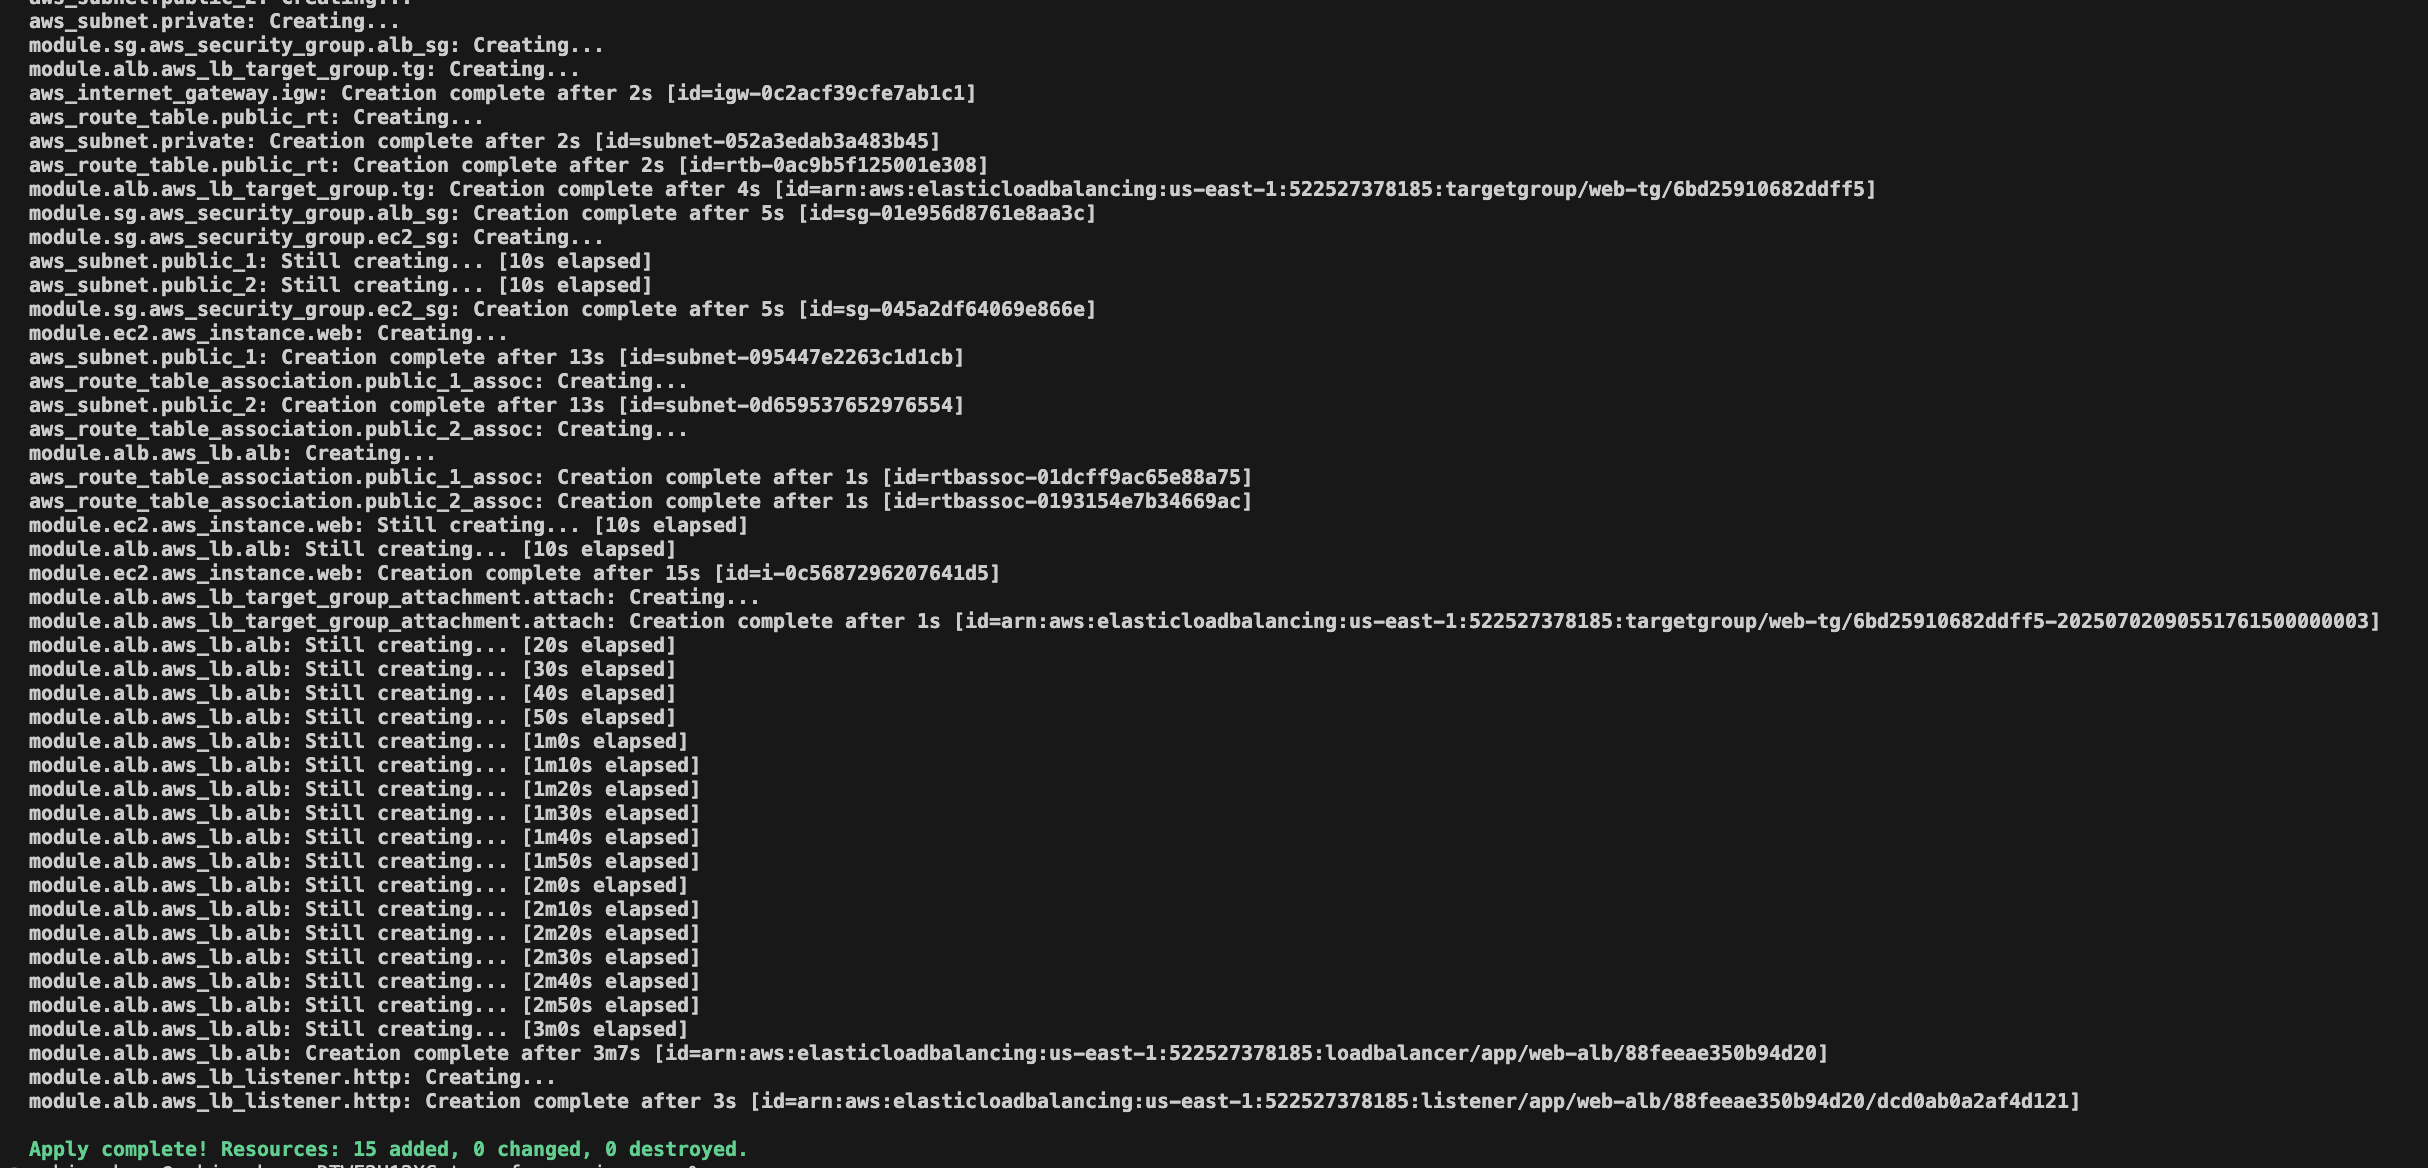 aws_subnet.public_2: Creating...
aws_subnet.private: Creating...
module.sg.aws_security_group.alb_sg: Creating...
module.alb.aws_lb_target_group.tg: Creating...
aws_internet_gateway.igw: Creation complete after 2s [id=igw-0c2acf39cfe7ab1c1]
aws_route_table.public_rt: Creating...
aws_subnet.private: Creation complete after 2s [id=subnet-052a3edab3a483b45]
aws_route_table.public_rt: Creation complete after 2s [id=rtb-0ac9b5f125001e308]
module.alb.aws_lb_target_group.tg: Creation complete after 4s [id=arn:aws:elasticloadbalancing:us-east-1:522527378185:targetgroup/web-tg/6bd25910682ddff5]
module.sg.aws_security_group.alb_sg: Creation complete after 5s [id=sg-01e956d8761e8aa3c]
module.sg.aws_security_group.ec2_sg: Creating...
aws_subnet.public_1: Still creating... [10s elapsed]
aws_subnet.public_2: Still creating... [10s elapsed]
module.sg.aws_security_group.ec2_sg: Creation complete after 5s [id=sg-045a2df64069e866e]
module.ec2.aws_instance.web: Creating...
aws_subnet.public_1: Creation complete after 13s [id=subnet-095447e2263c1d1cb]
aws_route_table_association.public_1_assoc: Creating...
aws_subnet.public_2: Creation complete after 13s [id=subnet-0d659537652976554]
aws_route_table_association.public_2_assoc: Creating...
module.alb.aws_lb.alb: Creating...
aws_route_table_association.public_1_assoc: Creation complete after 1s [id=rtbassoc-01dcff9ac65e88a75]
aws_route_table_association.public_2_assoc: Creation complete after 1s [id=rtbassoc-0193154e7b34669ac]
module.ec2.aws_instance.web: Still creating... [10s elapsed]
module.alb.aws_lb.alb: Still creating... [10s elapsed]
module.ec2.aws_instance.web: Creation complete after 15s [id=i-0c5687296207641d5]
module.alb.aws_lb_target_group_attachment.attach: Creating...
module.alb.aws_lb_target_group_attachment.attach: Creation complete after 1s [id=arn:aws:elasticloadbalancing:us-east-1:522527378185:targetgroup/web-tg/6bd25910682ddff5-20250702090551761500000003]
module.alb.aws_lb.alb: Still creating... [20s elapsed]
module.alb.aws_lb.alb: Still creating... [30s elapsed]
module.alb.aws_lb.alb: Still creating... [40s elapsed]
module.alb.aws_lb.alb: Still creating... [50s elapsed]
module.alb.aws_lb.alb: Still creating... [1m0s elapsed]
module.alb.aws_lb.alb: Still creating... [1m10s elapsed]
module.alb.aws_lb.alb: Still creating... [1m20s elapsed]
module.alb.aws_lb.alb: Still creating... [1m30s elapsed]
module.alb.aws_lb.alb: Still creating... [1m40s elapsed]
module.alb.aws_lb.alb: Still creating... [1m50s elapsed]
module.alb.aws_lb.alb: Still creating... [2m0s elapsed]
module.alb.aws_lb.alb: Still creating... [2m10s elapsed]
module.alb.aws_lb.alb: Still creating... [2m20s elapsed]
module.alb.aws_lb.alb: Still creating... [2m30s elapsed]
module.alb.aws_lb.alb: Still creating... [2m40s elapsed]
module.alb.aws_lb.alb: Still creating... [2m50s elapsed]
module.alb.aws_lb.alb: Still creating... [3m0s elapsed]
module.alb.aws_lb.alb: Creation complete after 3m7s [id=arn:aws:elasticloadbalancing:us-east-1:522527378185:loadbalancer/app/web-alb/88feeae350b94d20]
module.alb.aws_lb_listener.http: Creating...
module.alb.aws_lb_listener.http: Creation complete after 3s [id=arn:aws:elasticloadbalancing:us-east-1:522527378185:listener/app/web-alb/88feeae350b94d20/dcd0ab0a2af4d121]
Apply complete! Resources: 15 added, 0 changed, 0 destroyed.